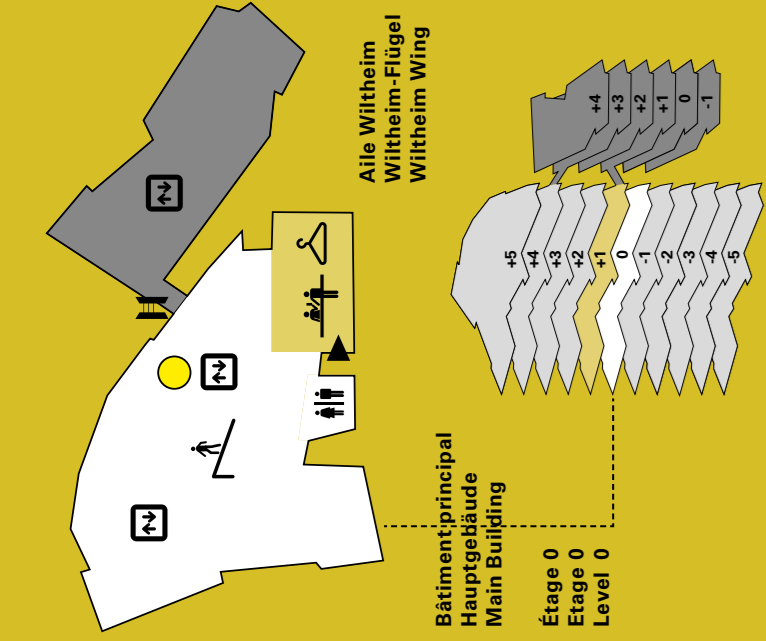 Aile Wiltheim
Wiltheim-Flügel
Wiltheim Wing
+4
+3
+2
+1
0
-1
+5
+4
+3
+2
+1
0
-1
-2
-3
-4
-5
Bâtiment principal
Hauptgebäude
Main Building
Étage 0
Etage 0
Level 0